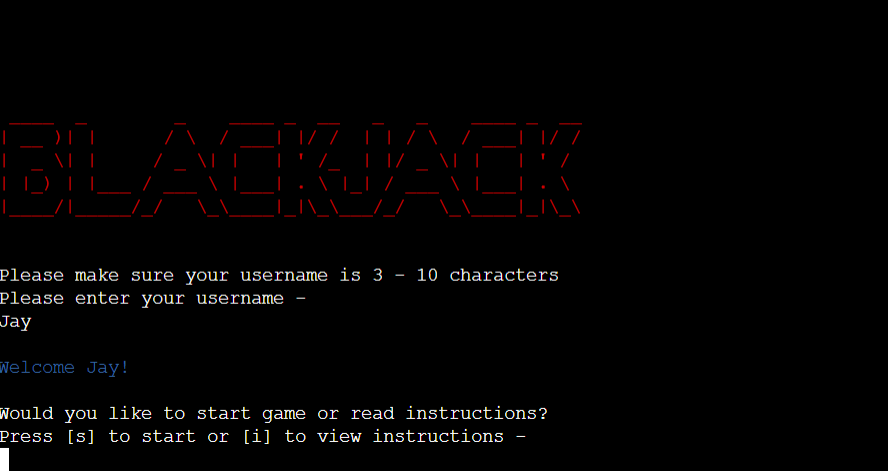 BLACKJACK
Please make sure your username is 3 - 10 characters
Please enter your username -
Jay
Welcome Jay!
Would you like to start game or read instructions?
Press [s] to start or [i] to view instructions -